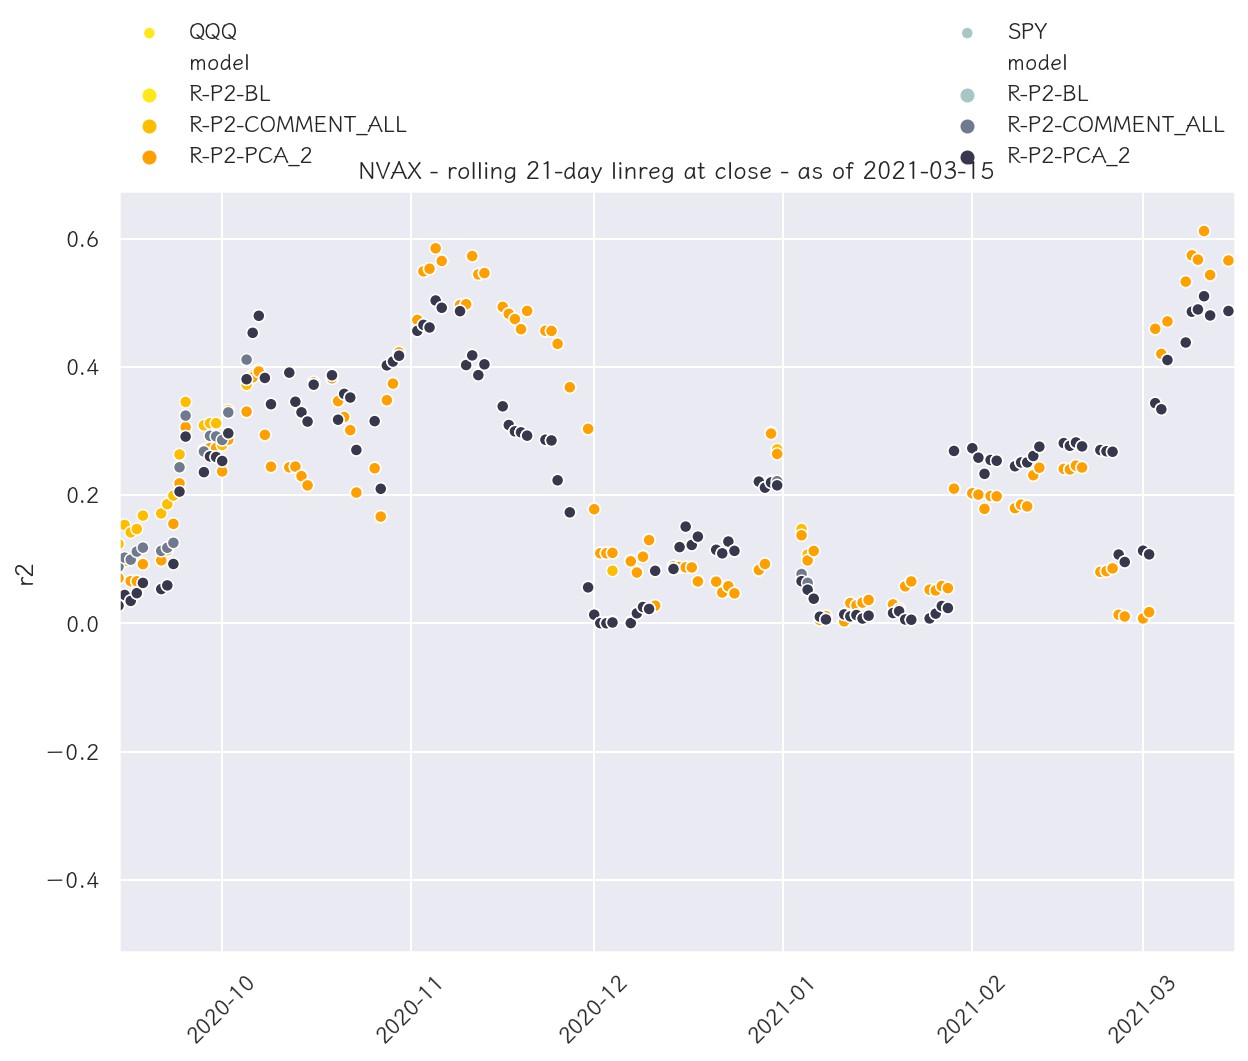 QQQ
model
R-P2-BL
R-P2-COMMENT_ALL
R-P2-PCA_2
SPY
model
R-P2-BL
R-P2-COMMENT_ALL
R-P2-PCA_2
NVAX - rolling 21-day linreg at close - as of 2021-03-15
0.6
0.4
0.2
0.0
−0.2
−0.4
r2
2020-10
2020-11
2020-12
2021-01
2021-02
2021-03